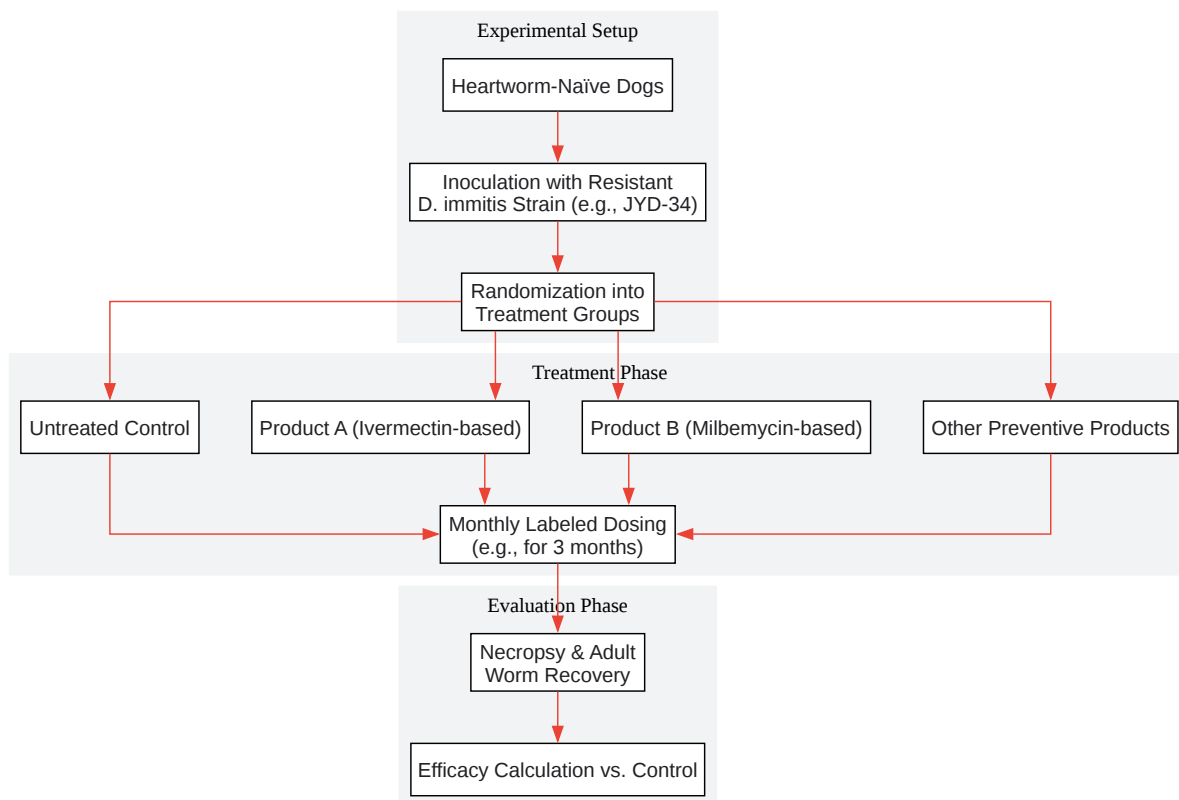 Experimental Setup
Heartworm-Naïve Dogs
Inoculation with Resistant
D. immitis Strain (e.g., JYD-34)
Randomization into
Treatment Groups
Treatment Phase
Untreated Control
Product A (Ivermectin-based)
Product B (Milbemycin-based)
Other Preventive Products
Monthly Labeled Dosing
(e.g., for 3 months)
Evaluation Phase
Necropsy & Adult
Worm Recovery
Efficacy Calculation vs. Control